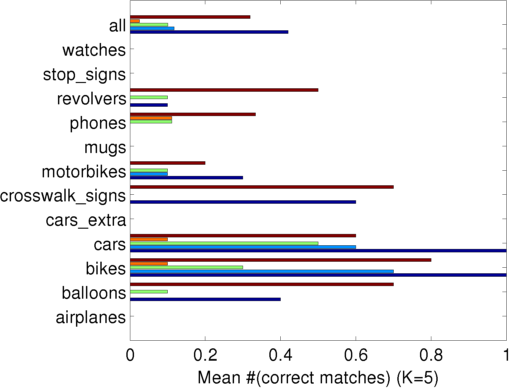 all
watches
stop_signs
revolvers
phones
mugs
motorbikes
crosswalk_signs
cars_extra
cars
bikes
balloons
airplanes
0 0.2 0.4 0.6 0.8 1
Mean #(correct matches) (K=5)